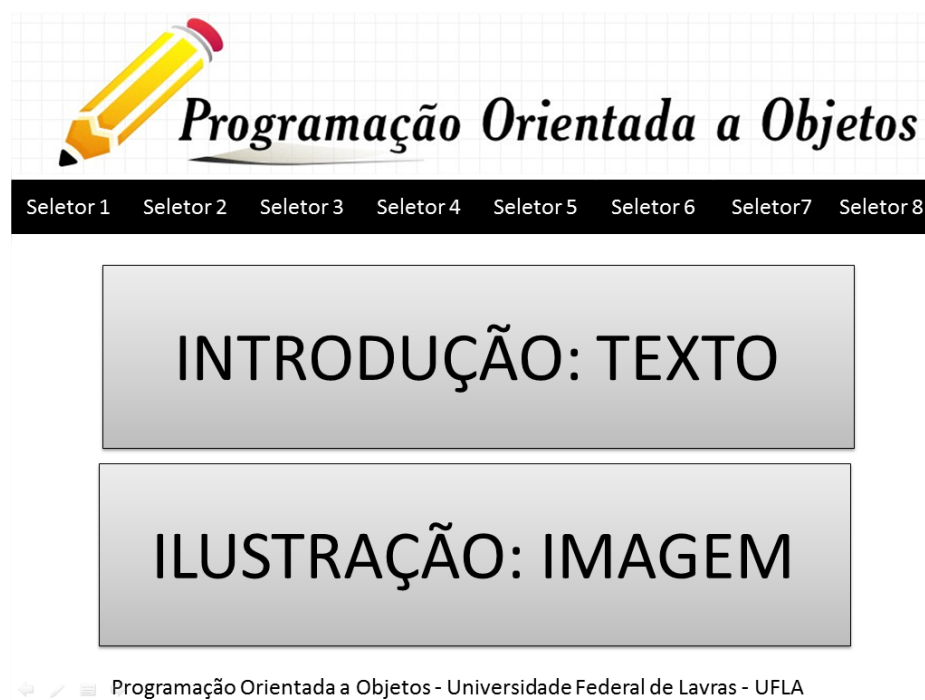 Programação Orientada a Objetos
Seletor 1 Seletor 2 Seletor 3 Seletor 4 Seletor 5 Seletor 6 Seletor7 Seletor 8
INTRODUÇÃO: TEXTO
ILUSTRAÇÃO: IMAGEM
Programação Orientada a Objetos - Universidade Federal de Lavras - UFLA